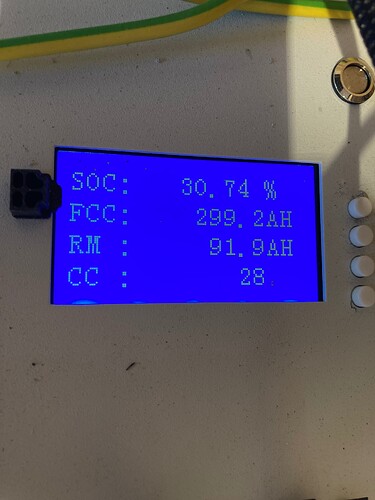 SOC: 30.74 %
FCC: 299.2AH
RM : 91.9AH
CC : 28